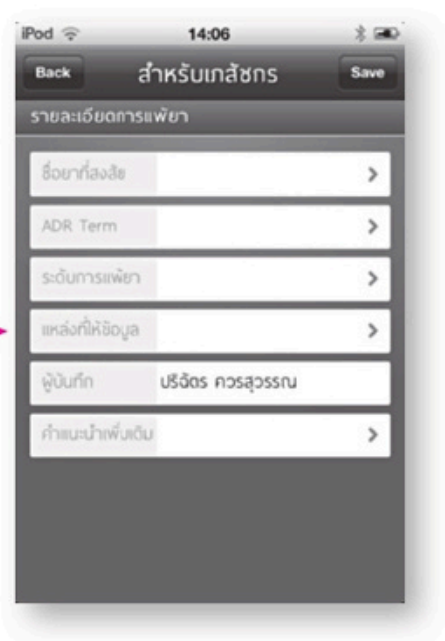 iPod 14:06
Back สำหรับเภสัชกร Save
รายละเอียดการแพ้ยา
ชื่อยาที่สงสัย
ADR Term
ระดับการแพ้ยา
แหล่งที่ให้ข้อมูล
ผู้บันทึก ปริฉัตร ควรสุวรรณ
คำแนะนำเพิ่มเติม